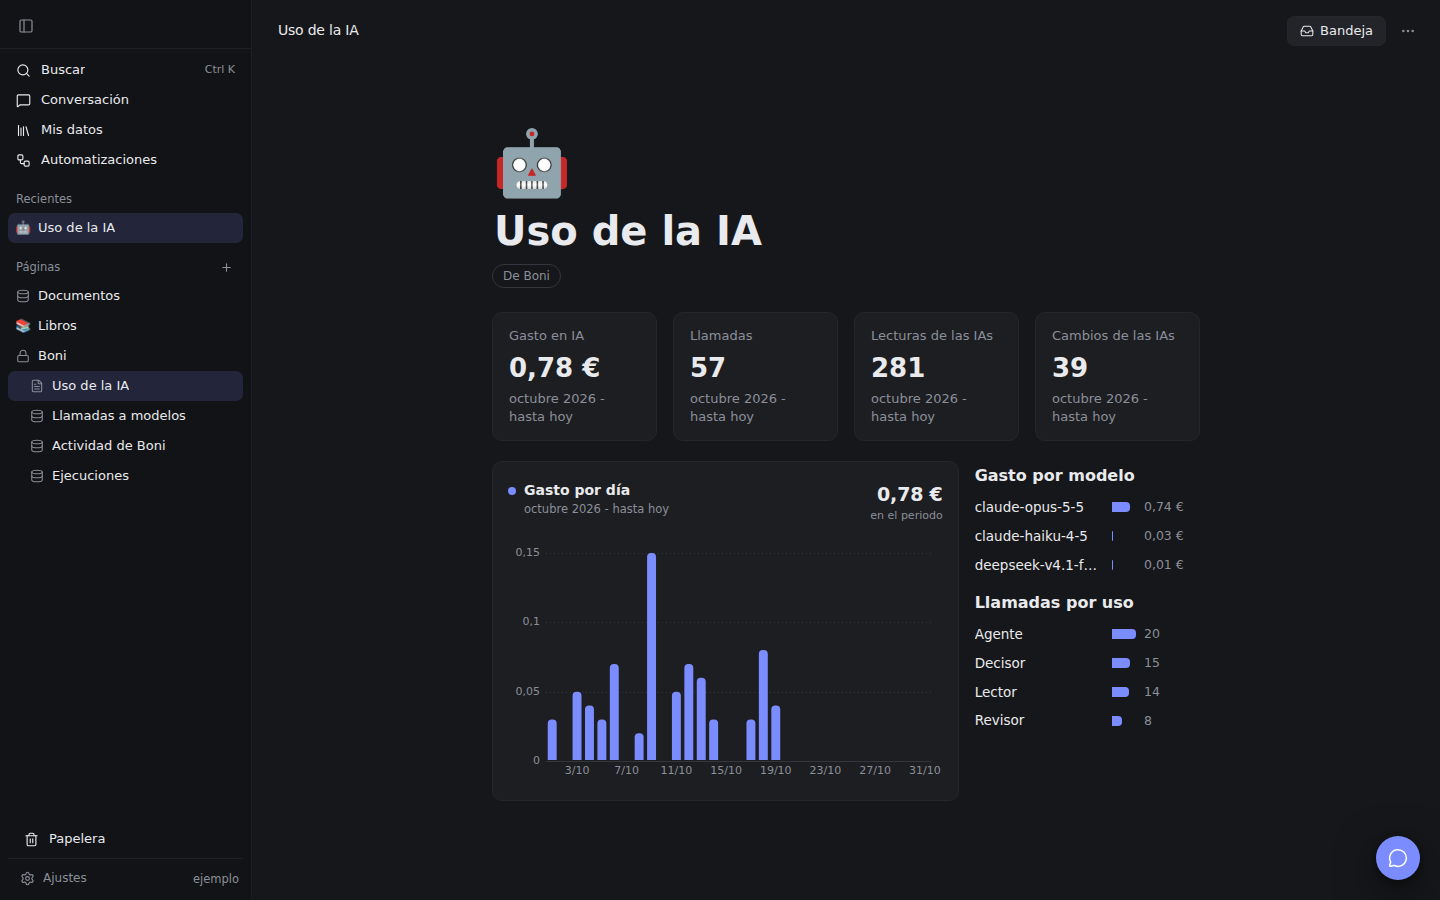 Uso de la IA
Bandeja
Buscar
Ctrl K
Conversación
Mis datos
Automatizaciones
Recientes
Uso de la IA
Páginas
Documentos
Libros
Boni
Uso de la IA
Llamadas a modelos
Actividad de Boni
Ejecuciones
Papelera
Ajustes
ejemplo
Uso de la IA
De Boni
Gasto en IA
0,78 €
octubre 2026 -
hasta hoy
Llamadas
57
octubre 2026 -
hasta hoy
Lecturas de las IAs
281
octubre 2026 -
hasta hoy
Cambios de las IAs
39
octubre 2026 -
hasta hoy
Gasto por día
octubre 2026 - hasta hoy
0,78 €
en el periodo
0,15
0,1
0,05
0
3/10
7/10
11/10
15/10
19/10
23/10
27/10
31/10
Gasto por modelo
claude-opus-5-5 0,74 €
claude-haiku-4-5 0,03 €
deepseek-v4.1-f... 0,01 €
Llamadas por uso
Agente 20
Decisor 15
Lector 14
Revisor 8